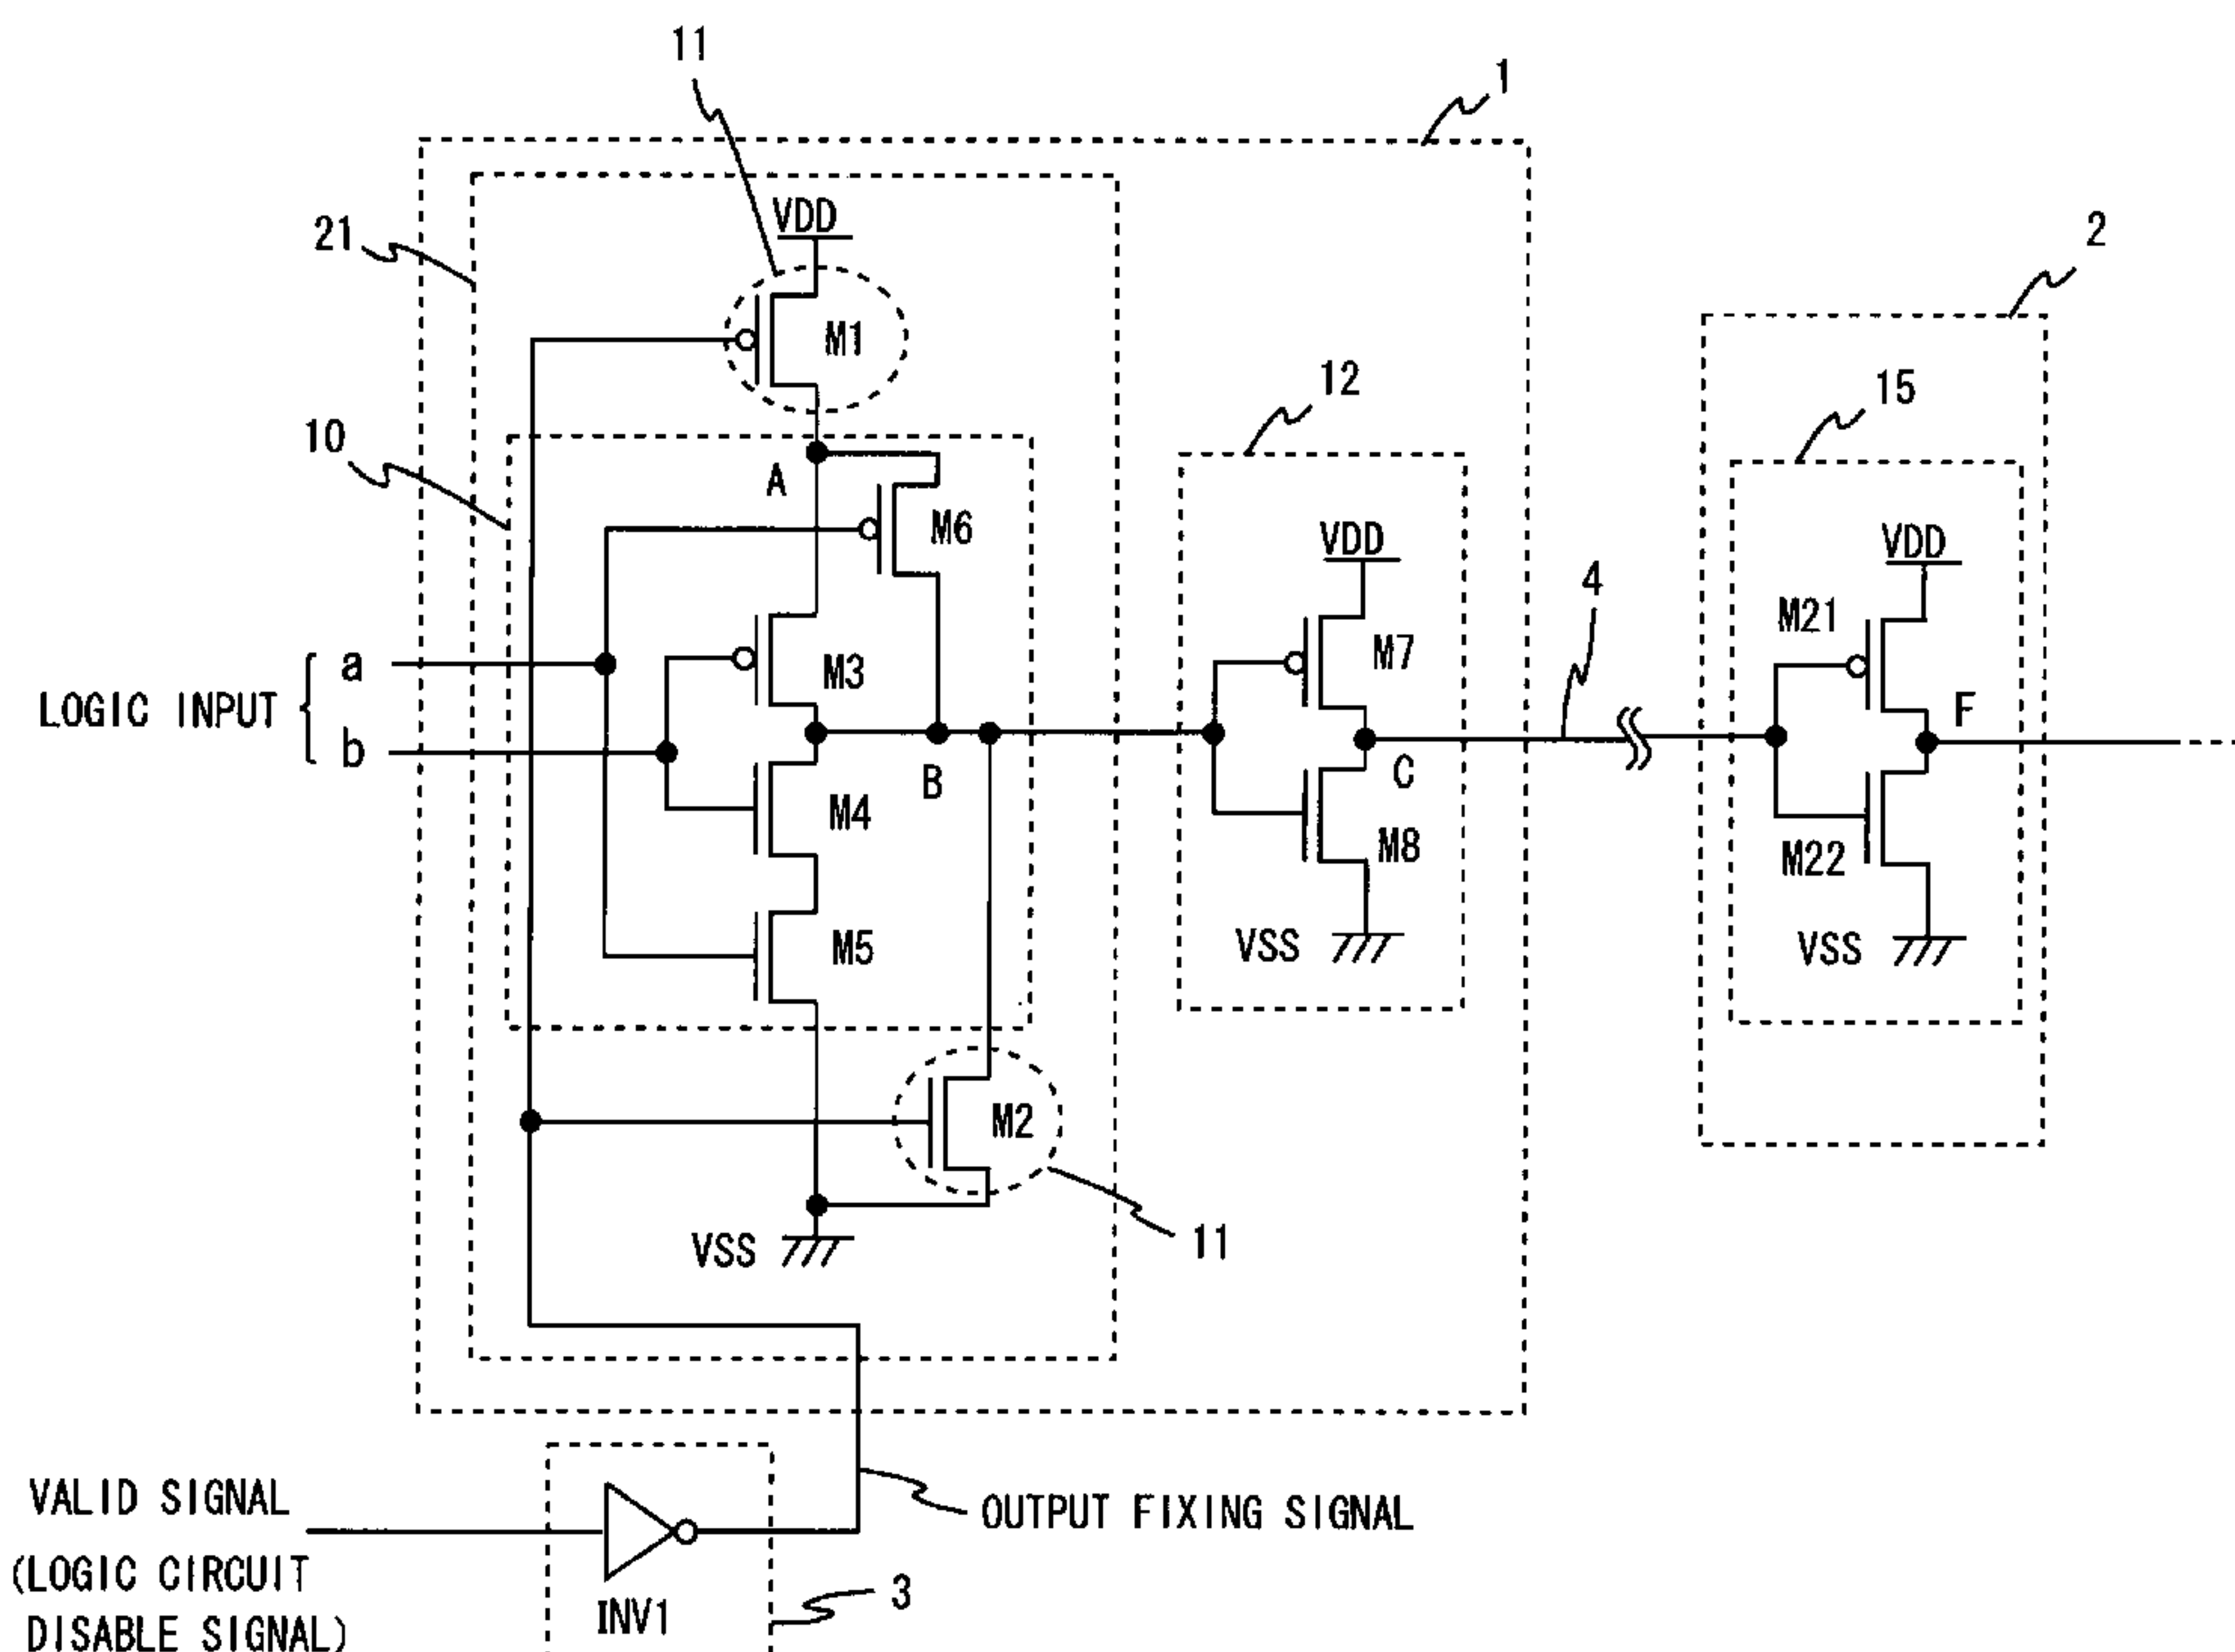 11
1
VDD
21
2
M1
12
15
10
A
M6
VDD
VDD
4
M21
a
M3
M7
F
LOGIC INPUT {
b
B
C
M4
M8
M22
M5
VSS
VSS
M2
11
VSS
VALID SIGNAL
OUTPUT FIXING SIGNAL
(LOGIC CIRCUIT
DISABLE SIGNAL)
3
INV1